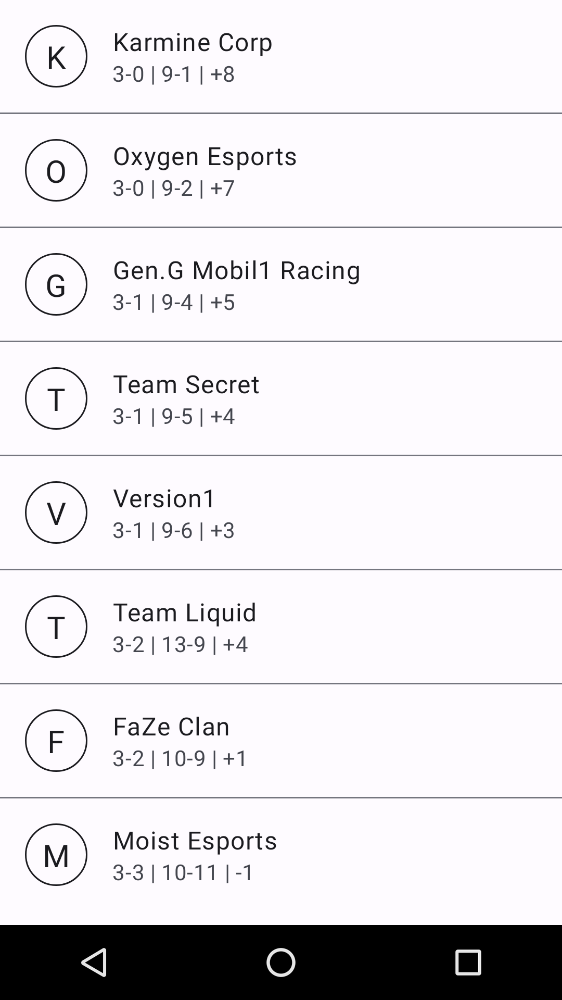 K
Karmine Corp
3-0 | 9-1 | +8
O
Oxygen Esports
3-0 | 9-2 | +7
G
Gen.G Mobil1 Racing
3-1 | 9-4 | +5
T
Team Secret
3-1 | 9-5 | +4
V
Version1
3-1 | 9-6 | +3
T
Team Liquid
3-2 | 13-9 | +4
F
FaZe Clan
3-2 | 10-9 | +1
M
Moist Esports
3-3 | 10-11 | -1